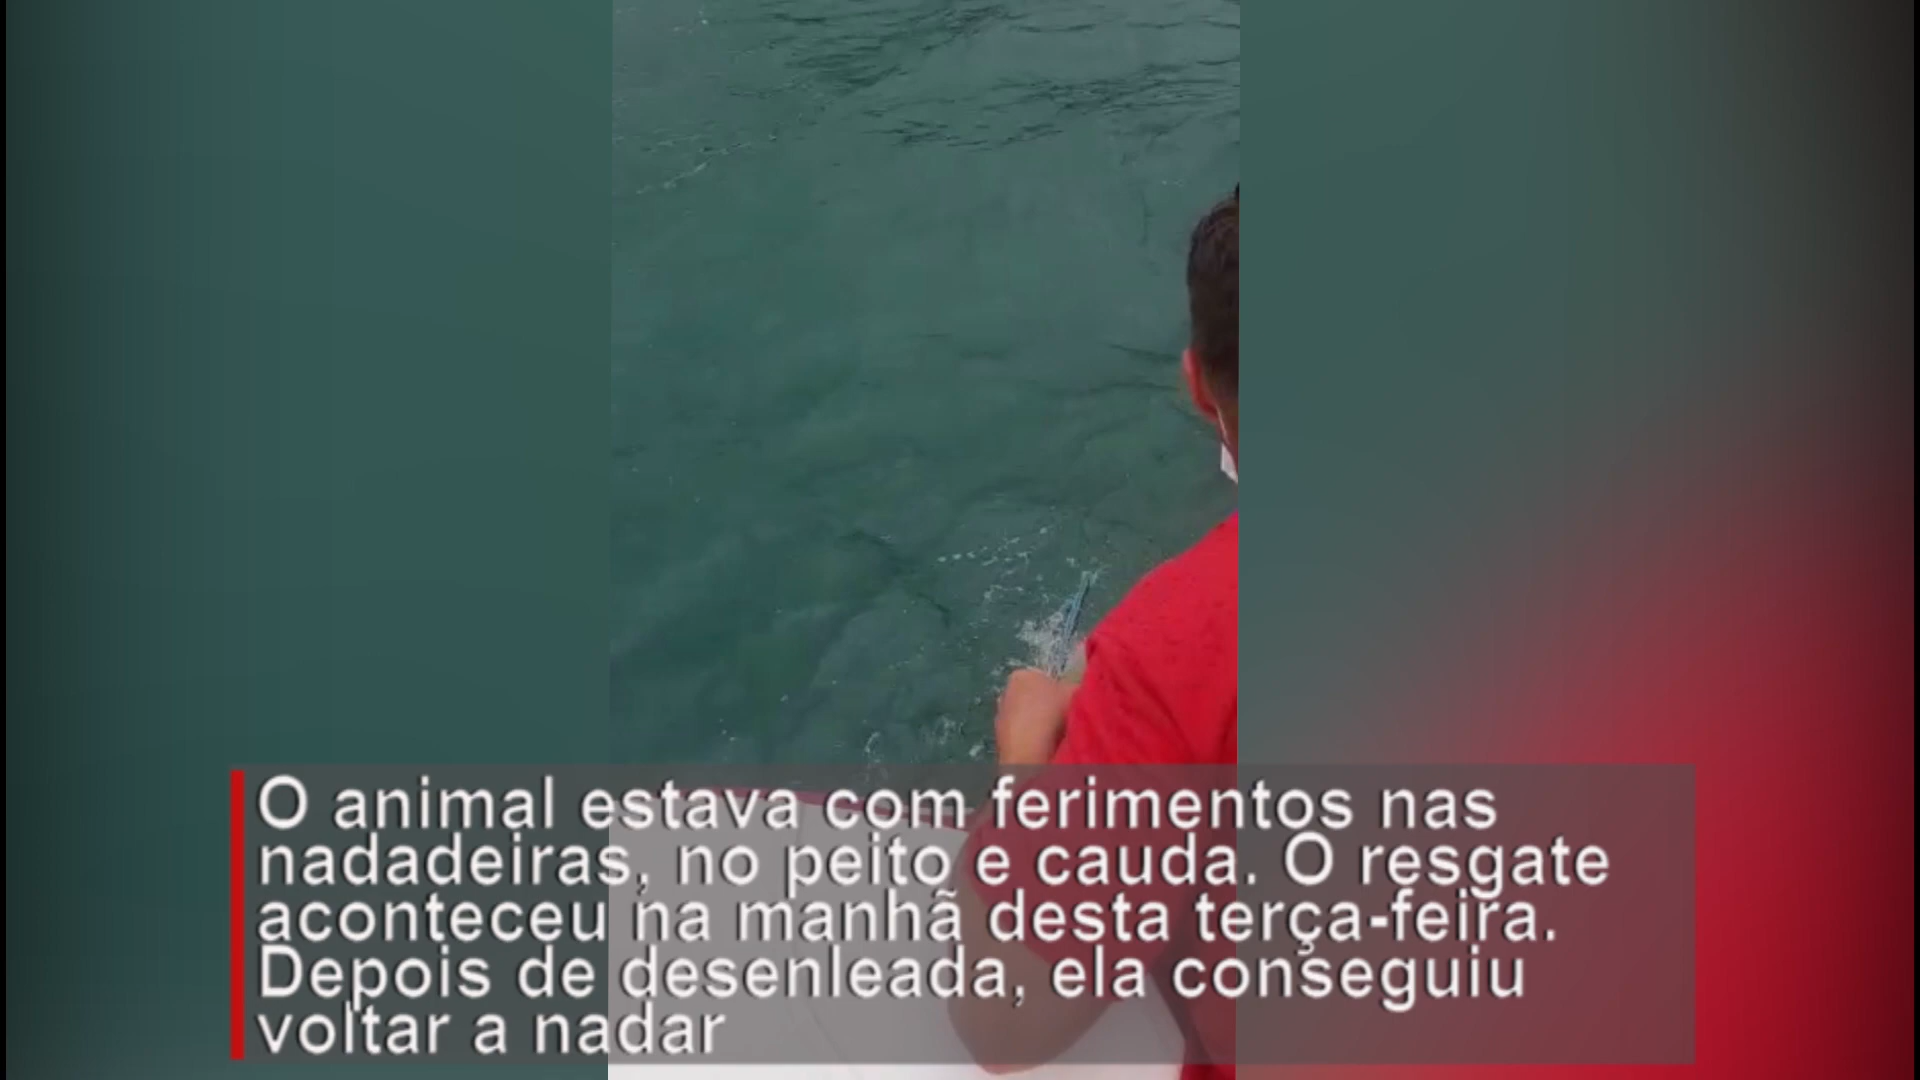 O animal estava com ferimentos nas
nadadeiras, no peito e cauda. O resgate
aconteceu na manhã desta terça-feira.
Depois de desenleada, ela conseguiu
voltar a nadar